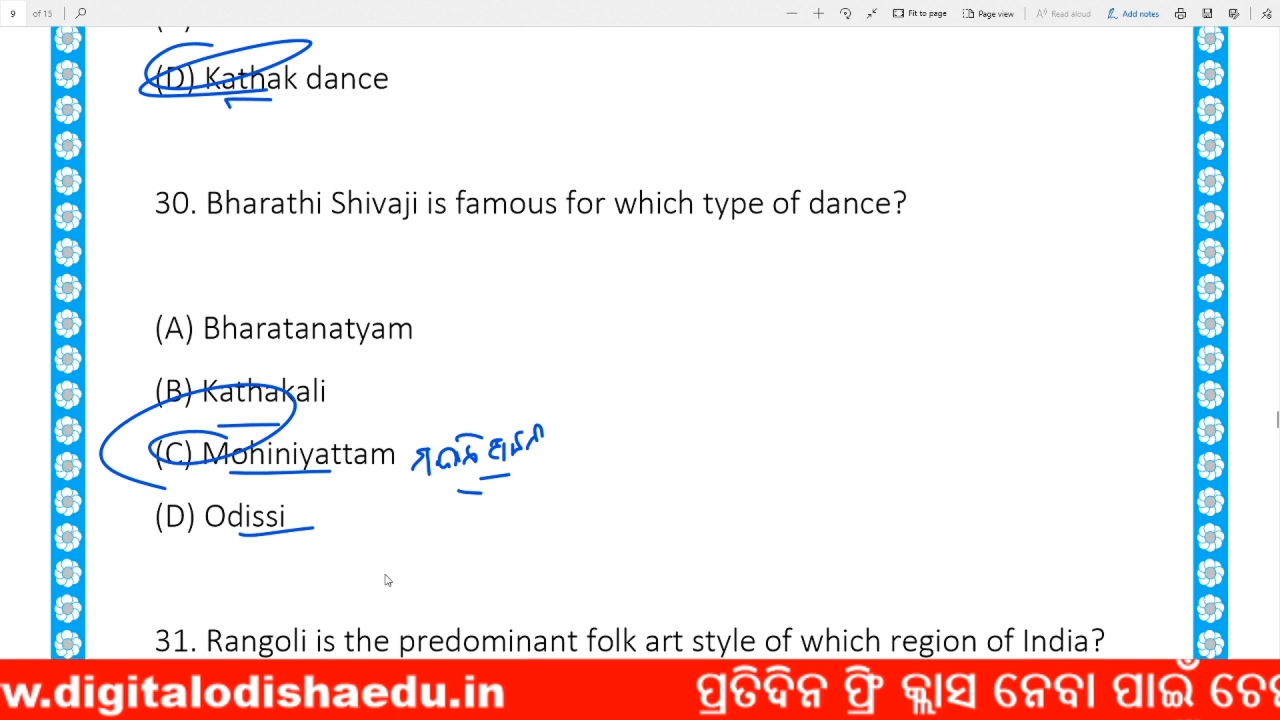 9 of 15 Fit to page Page view Read aloud Add notes
(D) Kathak dance
30. Bharathi Shivaji is famous for which type of dance?
(A) Bharatanatyam
(B) Kathakali
(C) Mohiniyattam
(D) Odissi
31. Rangoli is the predominant folk art style of which region of India?
w.digitalodishaedu.in ପ୍ରତିଦିନ ଫ୍ରି କ୍ଲାସ ନେବା ପାଇଁ